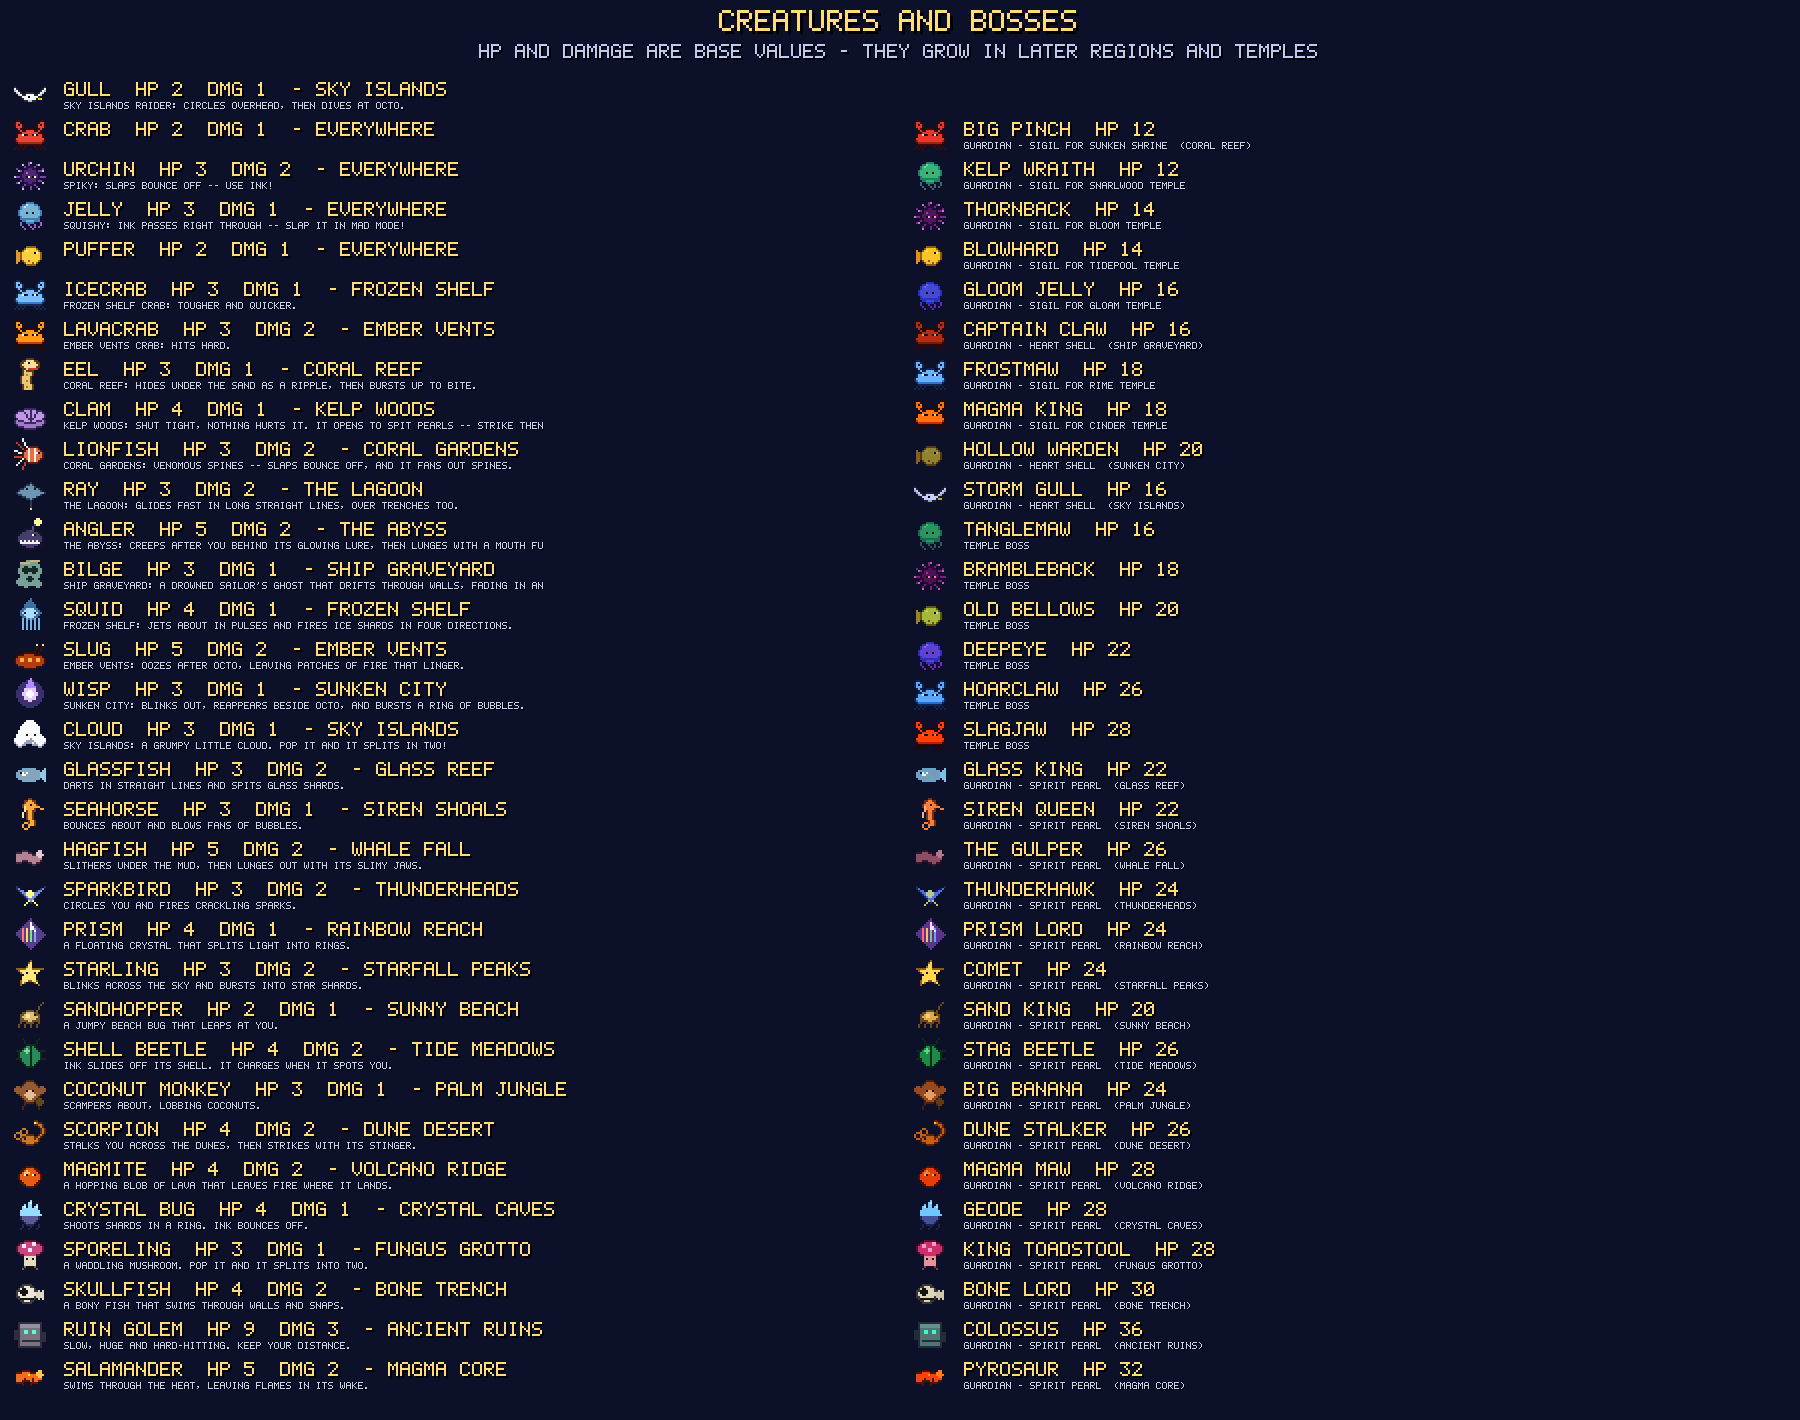 CREATURES AND BOSSES
HP AND DAMAGE ARE BASE VALUES - THEY GROW IN LATER REGIONS AND TEMPLES
GULL HP 2 DMG 1 - SKY ISLANDS
SKY ISLANDS RAIDER: CIRCLES OVERHEAD, THEN DIVES AT OCTO.
CRAB HP 2 DMG 1 - EVERYWHERE
URCHIN HP 3 DMG 2 - EVERYWHERE
SPIKY: SLAPS BOUNCE OFF -- USE INK!
JELLY HP 3 DMG 1 - EVERYWHERE
SQUISHY: INK PASSES RIGHT THROUGH -- SLAP IT IN MAD MODE!
PUFFER HP 2 DMG 1 - EVERYWHERE
ICECRAB HP 3 DMG 1 - FROZEN SHELF
FROZEN SHELF CRAB: TOUGHER AND QUICKER.
LAVACRAB HP 3 DMG 2 - EMBER VENTS
EMBER VENTS CRAB: HITS HARD.
EEL HP 3 DMG 1 - CORAL REEF
CORAL REEF: HIDES UNDER THE SAND AS A RIPPLE, THEN BURSTS UP TO BITE.
CLAM HP 4 DMG 1 - KELP WOODS
KELP WOODS: SHUT TIGHT, NOTHING HURTS IT. IT OPENS TO SPIT PEARLS -- STRIKE THEN
LIONFISH HP 3 DMG 2 - CORAL GARDENS
CORAL GARDENS: VENOMOUS SPINES -- SLAPS BOUNCE OFF, AND IT FANS OUT SPINES.
RAY HP 3 DMG 2 - THE LAGOON
THE LAGOON: GLIDES FAST IN LONG STRAIGHT LINES, OVER TRENCHES TOO.
ANGLER HP 5 DMG 2 - THE ABYSS
THE ABYSS: CREEPS AFTER YOU BEHIND ITS GLOWING LURE, THEN LUNGES WITH A MOUTH FU
BILGE HP 3 DMG 1 - SHIP GRAVEYARD
SHIP GRAVEYARD: A DROWNED SAILOR'S GHOST THAT DRIFTS THROUGH WALLS, FADING IN AN
SQUID HP 4 DMG 1 - FROZEN SHELF
FROZEN SHELF: JETS ABOUT IN PULSES AND FIRES ICE SHARDS IN FOUR DIRECTIONS.
SLUG HP 5 DMG 2 - EMBER VENTS
EMBER VENTS: OOZES AFTER OCTO, LEAVING PATCHES OF FIRE THAT LINGER.
WISP HP 3 DMG 1 - SUNKEN CITY
SUNKEN CITY: BLINKS OUT, REAPPEARS BESIDE OCTO, AND BURSTS A RING OF BUBBLES.
CLOUD HP 3 DMG 1 - SKY ISLANDS
SKY ISLANDS: A GRUMPY LITTLE CLOUD. POP IT AND IT SPLITS IN TWO!
GLASSFISH HP 3 DMG 2 - GLASS REEF
DARTS IN STRAIGHT LINES AND SPITS GLASS SHARDS.
SEAHORSE HP 3 DMG 1 - SIREN SHOALS
BOUNCES ABOUT AND BLOWS FANS OF BUBBLES.
HAGFISH HP 5 DMG 2 - WHALE FALL
SLITHERS UNDER THE MUD, THEN LUNGES OUT WITH ITS SLIMY JAWS.
SPARKBIRD HP 3 DMG 2 - THUNDERHEADS
CIRCLES YOU AND FIRES CRACKLING SPARKS.
PRISM HP 4 DMG 1 - RAINBOW REACH
A FLOATING CRYSTAL THAT SPLITS LIGHT INTO RINGS.
STARLING HP 3 DMG 2 - STARFALL PEAKS
BLINKS ACROSS THE SKY AND BURSTS INTO STAR SHARDS.
SANDHOPPER HP 2 DMG 1 - SUNNY BEACH
A JUMPY BEACH BUG THAT LEAPS AT YOU.
SHELL BEETLE HP 4 DMG 2 - TIDE MEADOWS
INK SLIDES OFF ITS SHELL. IT CHARGES WHEN IT SPOTS YOU.
COCONUT MONKEY HP 3 DMG 1 - PALM JUNGLE
SCAMPERS ABOUT, LOBBING COCONUTS.
SCORPION HP 4 DMG 2 - DUNE DESERT
STALKS YOU ACROSS THE DUNES, THEN STRIKES WITH ITS STINGER.
MAGMITE HP 4 DMG 2 - VOLCANO RIDGE
A HOPPING BLOB OF LAVA THAT LEAVES FIRE WHERE IT LANDS.
CRYSTAL BUG HP 4 DMG 1 - CRYSTAL CAVES
SHOOTS SHARDS IN A RING. INK BOUNCES OFF.
SPORELING HP 3 DMG 1 - FUNGUS GROTTO
A WADDLING MUSHROOM. POP IT AND IT SPLITS INTO TWO.
SKULLFISH HP 4 DMG 2 - BONE TRENCH
A BONY FISH THAT SWIMS THROUGH WALLS AND SNAPS.
RUIN GOLEM HP 9 DMG 3 - ANCIENT RUINS
SLOW, HUGE AND HARD-HITTING. KEEP YOUR DISTANCE.
SALAMANDER HP 5 DMG 2 - MAGMA CORE
SWIMS THROUGH THE HEAT, LEAVING FLAMES IN ITS WAKE.
BIG PINCH HP 12
GUARDIAN - SIGIL FOR SUNKEN SHRINE (CORAL REEF)
KELP WRAITH HP 12
GUARDIAN - SIGIL FOR SNARLWOOD TEMPLE
THORNBACK HP 14
GUARDIAN - SIGIL FOR BLOOM TEMPLE
BLOWHARD HP 14
GUARDIAN - SIGIL FOR TIDEPOOL TEMPLE
GLOOM JELLY HP 16
GUARDIAN - SIGIL FOR GLOAM TEMPLE
CAPTAIN CLAW HP 16
GUARDIAN - HEART SHELL (SHIP GRAVEYARD)
FROSTMAW HP 18
GUARDIAN - SIGIL FOR RIME TEMPLE
MAGMA KING HP 18
GUARDIAN - SIGIL FOR CINDER TEMPLE
HOLLOW WARDEN HP 20
GUARDIAN - HEART SHELL (SUNKEN CITY)
STORM GULL HP 16
GUARDIAN - HEART SHELL (SKY ISLANDS)
TANGLEMAW HP 16
TEMPLE BOSS
BRAMBLEBACK HP 18
TEMPLE BOSS
OLD BELLOWS HP 20
TEMPLE BOSS
DEEPEYE HP 22
TEMPLE BOSS
HOARCLAW HP 26
TEMPLE BOSS
SLAGJAW HP 28
TEMPLE BOSS
GLASS KING HP 22
GUARDIAN - SPIRIT PEARL (GLASS REEF)
SIREN QUEEN HP 22
GUARDIAN - SPIRIT PEARL (SIREN SHOALS)
THE GULPER HP 26
GUARDIAN - SPIRIT PEARL (WHALE FALL)
THUNDERHAWK HP 24
GUARDIAN - SPIRIT PEARL (THUNDERHEADS)
PRISM LORD HP 24
GUARDIAN - SPIRIT PEARL (RAINBOW REACH)
COMET HP 24
GUARDIAN - SPIRIT PEARL (STARFALL PEAKS)
SAND KING HP 20
GUARDIAN - SPIRIT PEARL (SUNNY BEACH)
STAG BEETLE HP 26
GUARDIAN - SPIRIT PEARL (TIDE MEADOWS)
BIG BANANA HP 24
GUARDIAN - SPIRIT PEARL (PALM JUNGLE)
DUNE STALKER HP 26
GUARDIAN - SPIRIT PEARL (DUNE DESERT)
MAGMA MAW HP 28
GUARDIAN - SPIRIT PEARL (VOLCANO RIDGE)
GEODE HP 28
GUARDIAN - SPIRIT PEARL (CRYSTAL CAVES)
KING TOADSTOOL HP 28
GUARDIAN - SPIRIT PEARL (FUNGUS GROTTO)
BONE LORD HP 30
GUARDIAN - SPIRIT PEARL (BONE TRENCH)
COLOSSUS HP 36
GUARDIAN - SPIRIT PEARL (ANCIENT RUINS)
PYROSAUR HP 32
GUARDIAN - SPIRIT PEARL (MAGMA CORE)